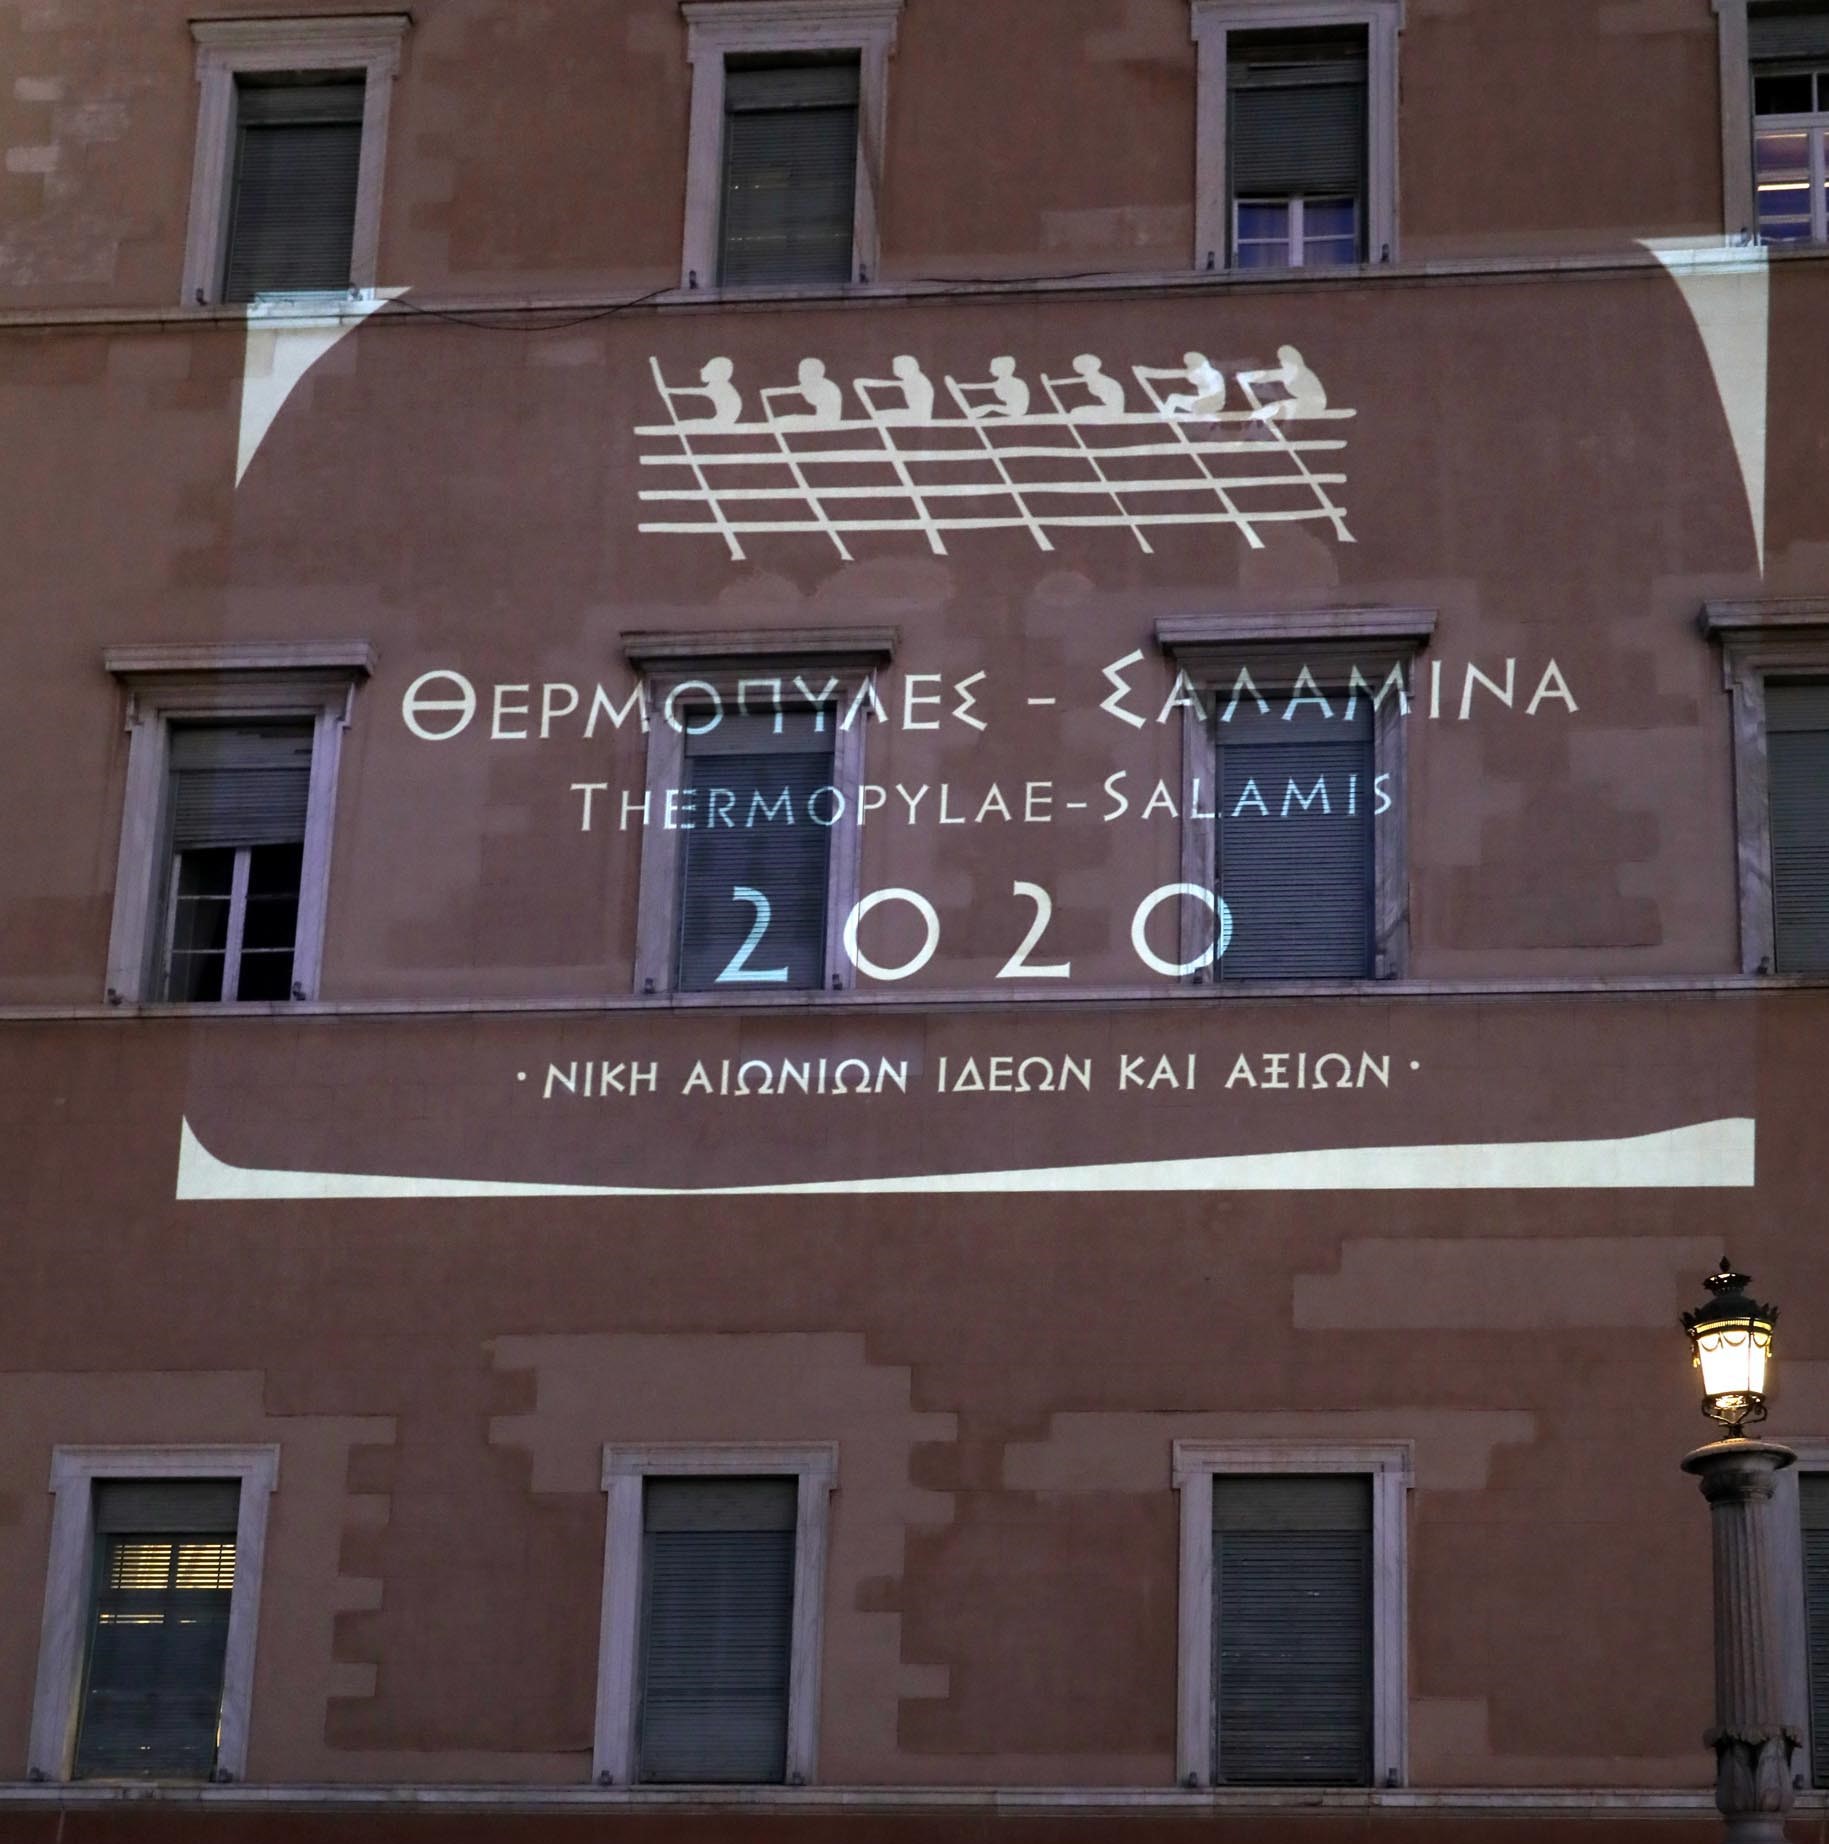 ΘΕΡΜΟΠΥΛΕΣ - ΣΑΛΑΜΙΝΑ
THERMOPYLAE-SALAMIS
2020
· ΝΙΚΗ ΑΙΩΝΙΩΝ ΙΔΕΩΝ ΚΑΙ ΑΞΙΩΝ ·